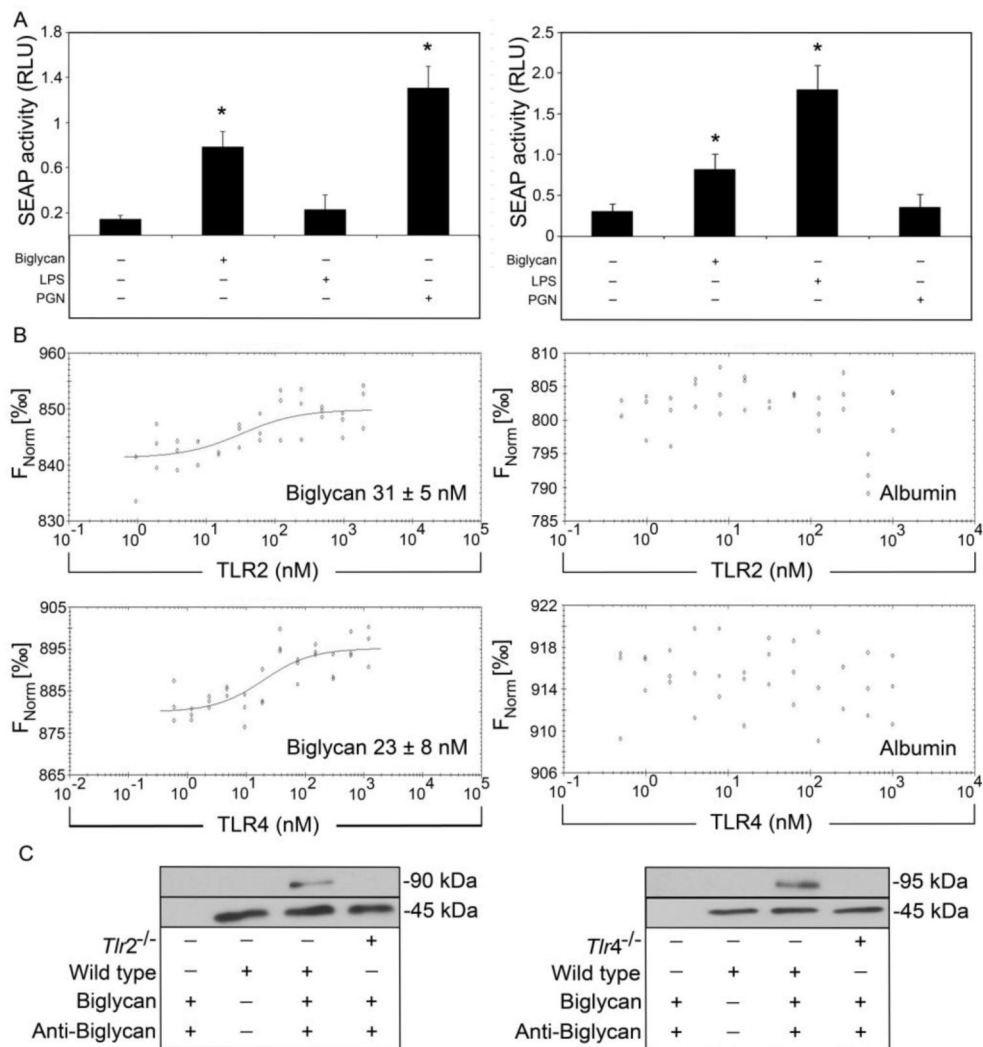 A
SEAP activity (RLU)
1.8
1.4
1
0.6
0.2
*
*
Biglycan – + – –
LPS – – + –
PGN – – – +
SEAP activity (RLU)
2.5
2.0
1.5
1.0
0.5
0
*
*
Biglycan – + – –
LPS – – + –
PGN – – – +
B
FNorm [‰]
960
850
840
830
Biglycan 31 ± 5 nM
10-1 100 101 102 103 104 105
TLR2 (nM)
FNorm [‰]
810
805
800
795
790
785
Albumin
10-1 100 101 102 103 104
TLR2 (nM)
FNorm [‰]
905
895
885
875
865
Biglycan 23 ± 8 nM
10-2 10-1 100 101 102 103 104 105
TLR4 (nM)
FNorm [‰]
922
918
914
910
906
Albumin
10-1 100 101 102 103 104
TLR4 (nM)
C
-90 kDa
-45 kDa
Tlr2-/- – – – +
Wild type – + + –
Biglycan + – + +
Anti-Biglycan + – + +
-95 kDa
-45 kDa
Tlr4-/- – – – +
Wild type – + + –
Biglycan + – + +
Anti-Biglycan + – + +